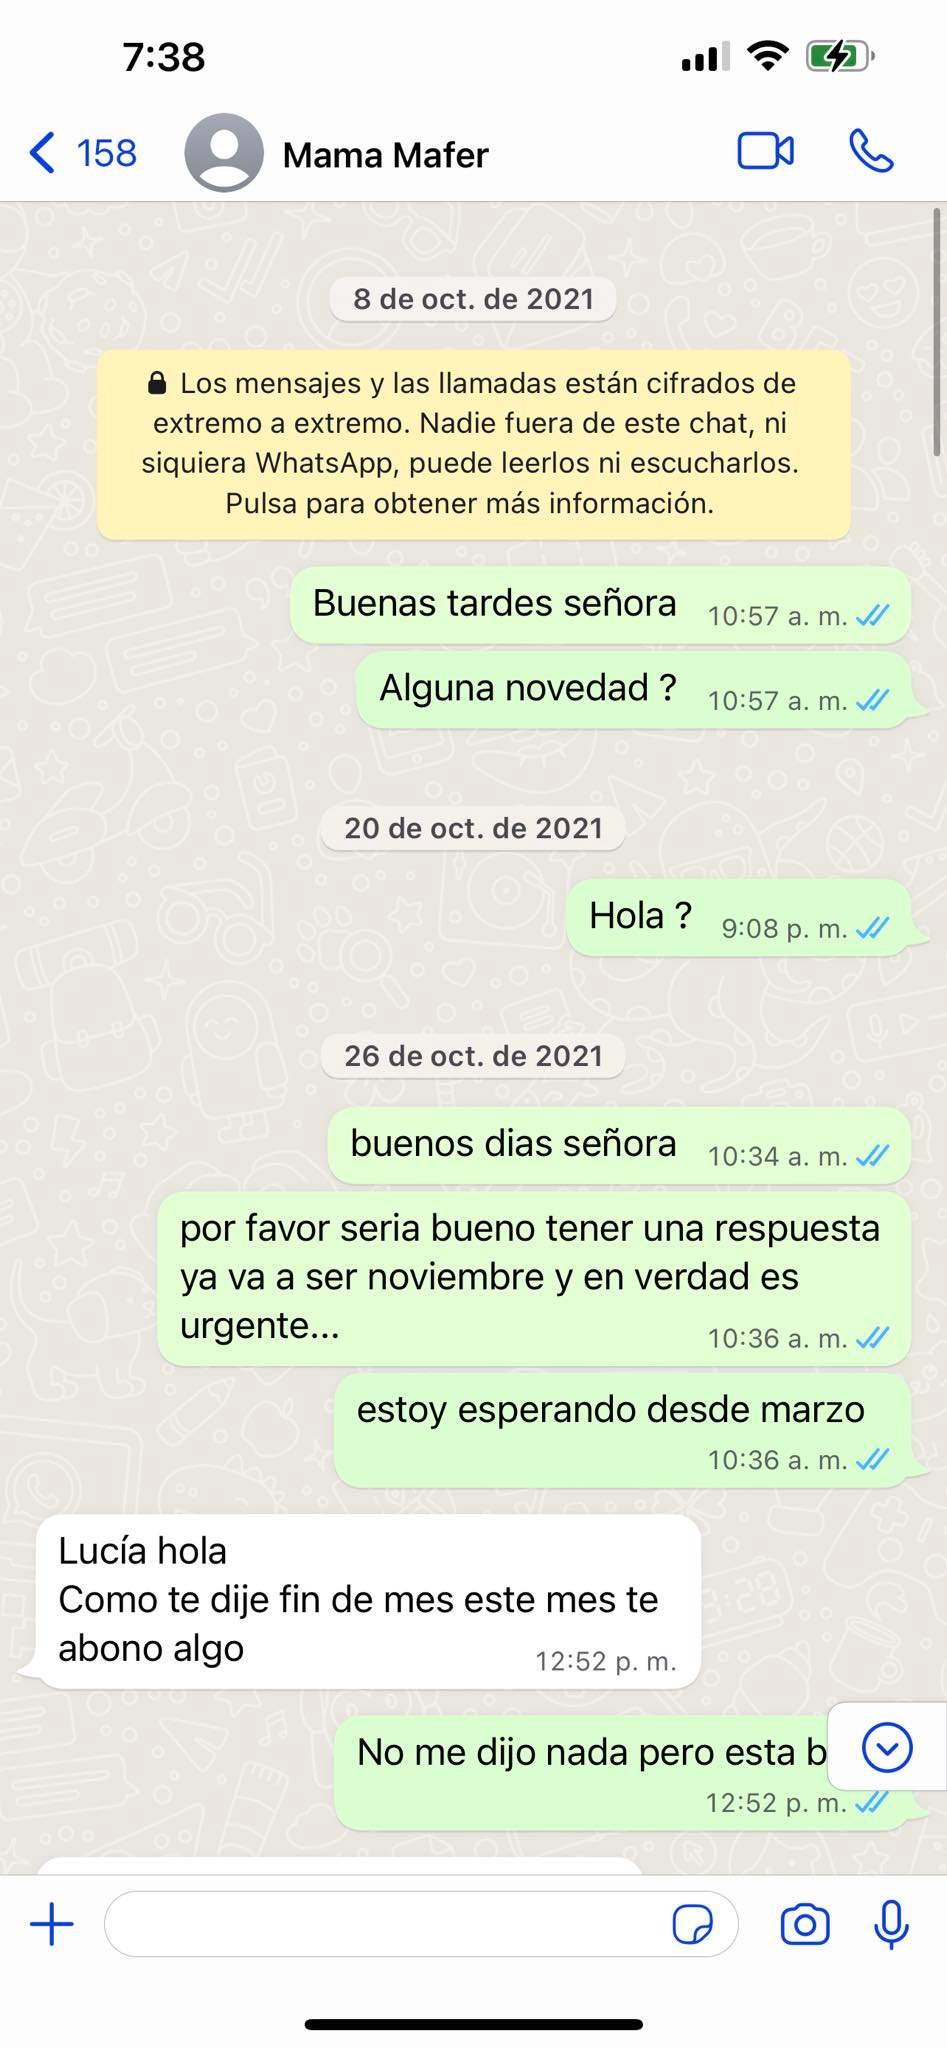 7:38
158
Mama Mafer
8 de oct. de 2021
Los mensajes y las llamadas están cifrados de
extremo a extremo. Nadie fuera de este chat, ni
siquiera WhatsApp, puede leerlos ni escucharlos.
Pulsa para obtener más información.
Buenas tardes señora 10:57 a. m.
Alguna novedad ? 10:57 a. m.
20 de oct. de 2021
Hola ? 9:08 p. m.
26 de oct. de 2021
buenos dias señora 10:34 a. m.
por favor seria bueno tener una respuesta
ya va a ser noviembre y en verdad es
urgente... 10:36 a. m.
estoy esperando desde marzo
10:36 a. m.
Lucía hola
Como te dije fin de mes este mes te
abono algo 12:52 p. m.
No me dijo nada pero esta
12:52 p. m.